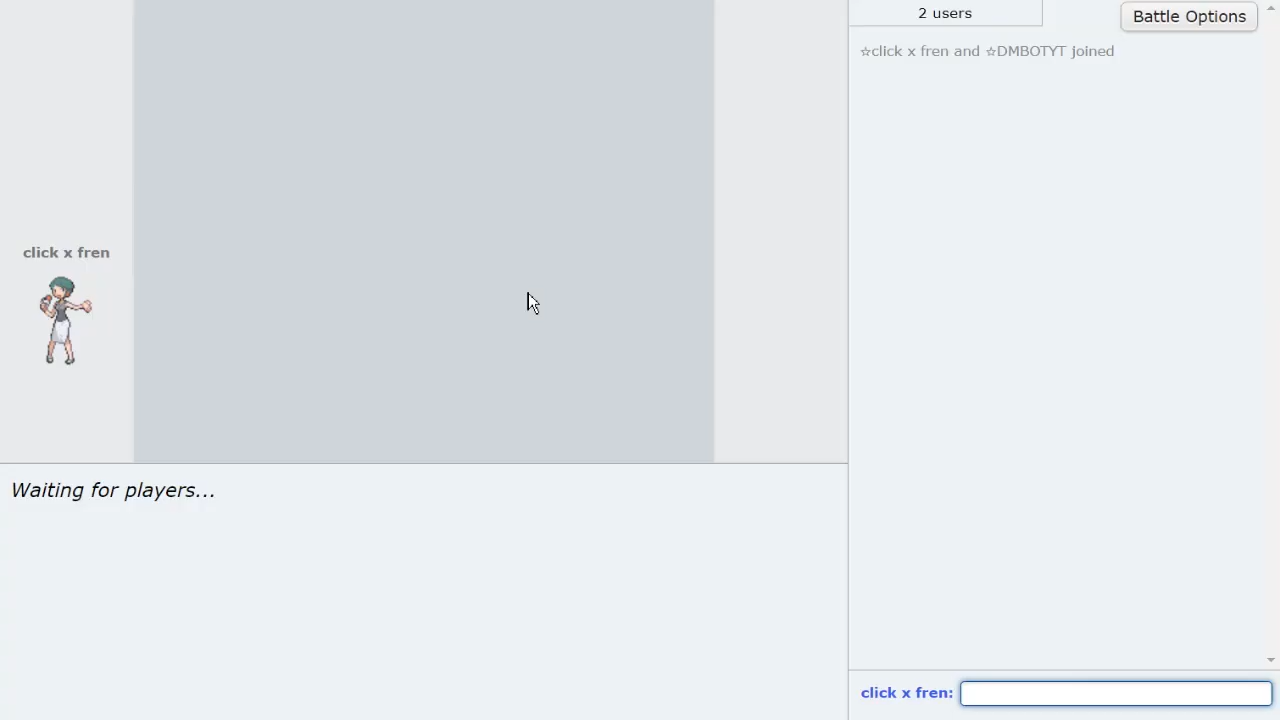 2 users
Battle Options
☆click x fren and ☆DMBOTYT joined
click x fren
Waiting for players...
click x fren: